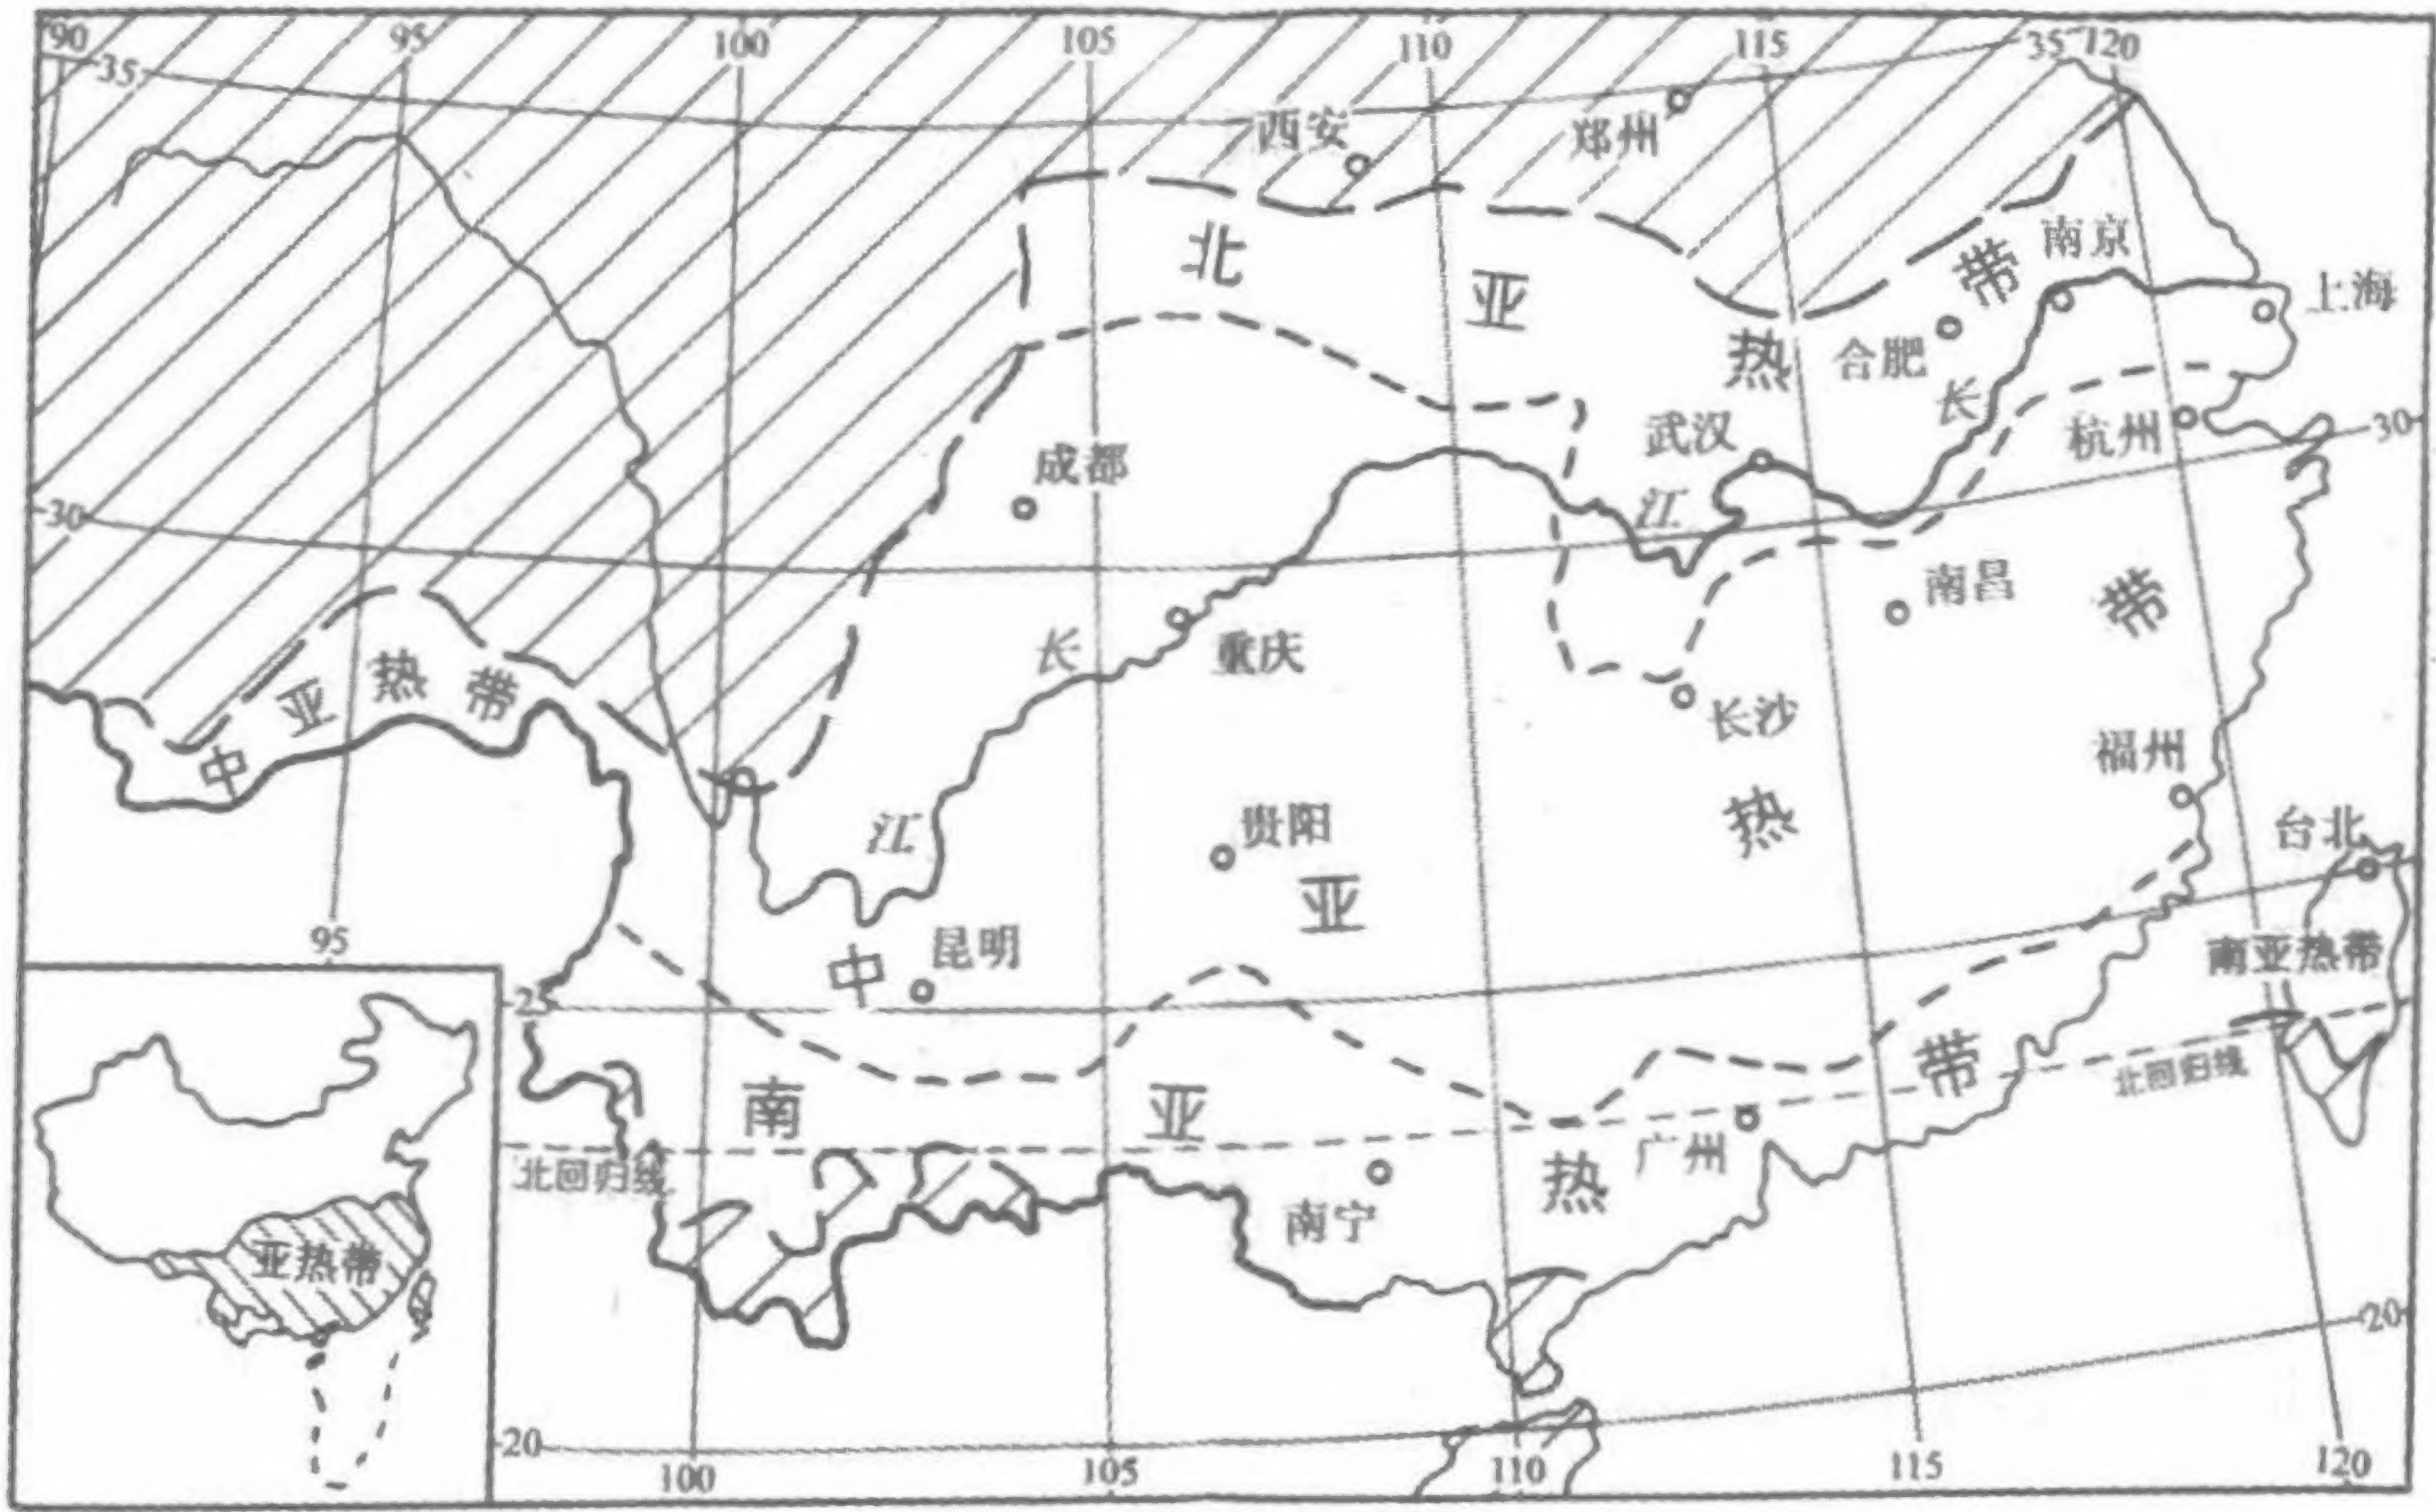 90
95
100
105
110
115
35
120
35
西安
郑州
北
亚
热
带
南京
上海
合肥
长
武汉
江
杭州
30
成都
30
南昌
带
长
重庆
中
亚
热
带
长沙
福州
热
江
贵阳
台北
亚
95
中
昆明
南亚热带
25
带
南
亚
北回归线
北回归线
热
广州
南宁
亚热带
20
20
100
105
110
115
120